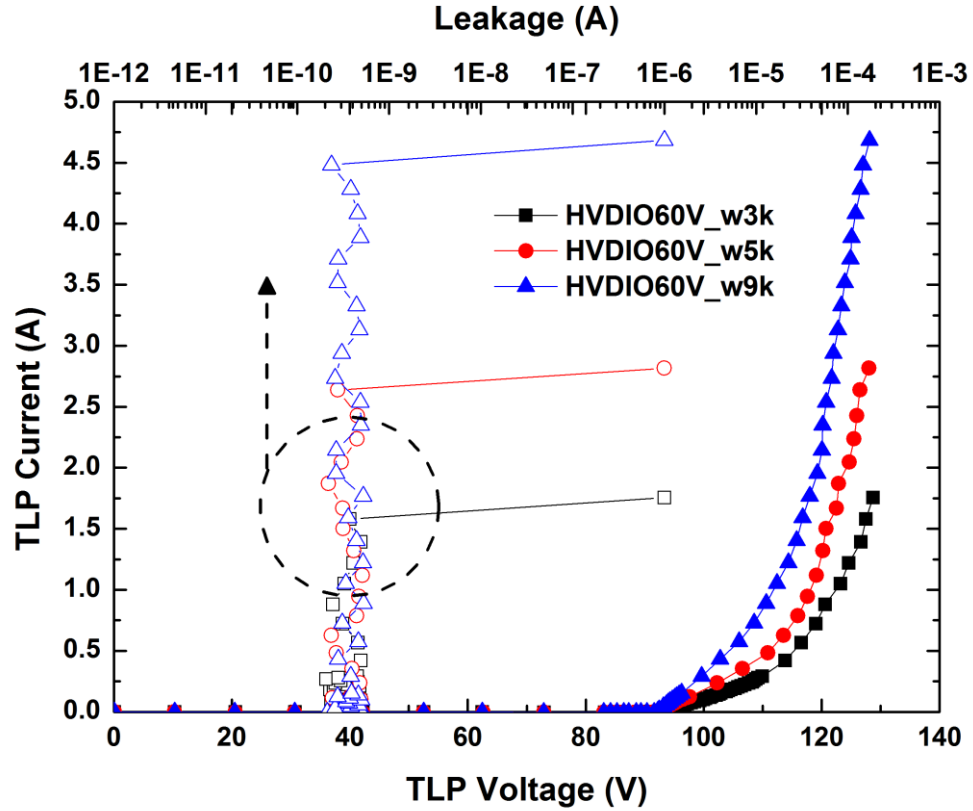 Leakage (A)
1E-12 1E-11 1E-10 1E-9 1E-8 1E-7 1E-6 1E-5 1E-4 1E-3
5.0
4.5
4.0
HVDIO60V_w3k
HVDIO60V_w5k
HVDIO60V_w9k
3.5
3.0
2.5
2.0
1.5
1.0
0.5
0.0
TLP Current (A)
0 20 40 60 80 100 120 140
TLP Voltage (V)